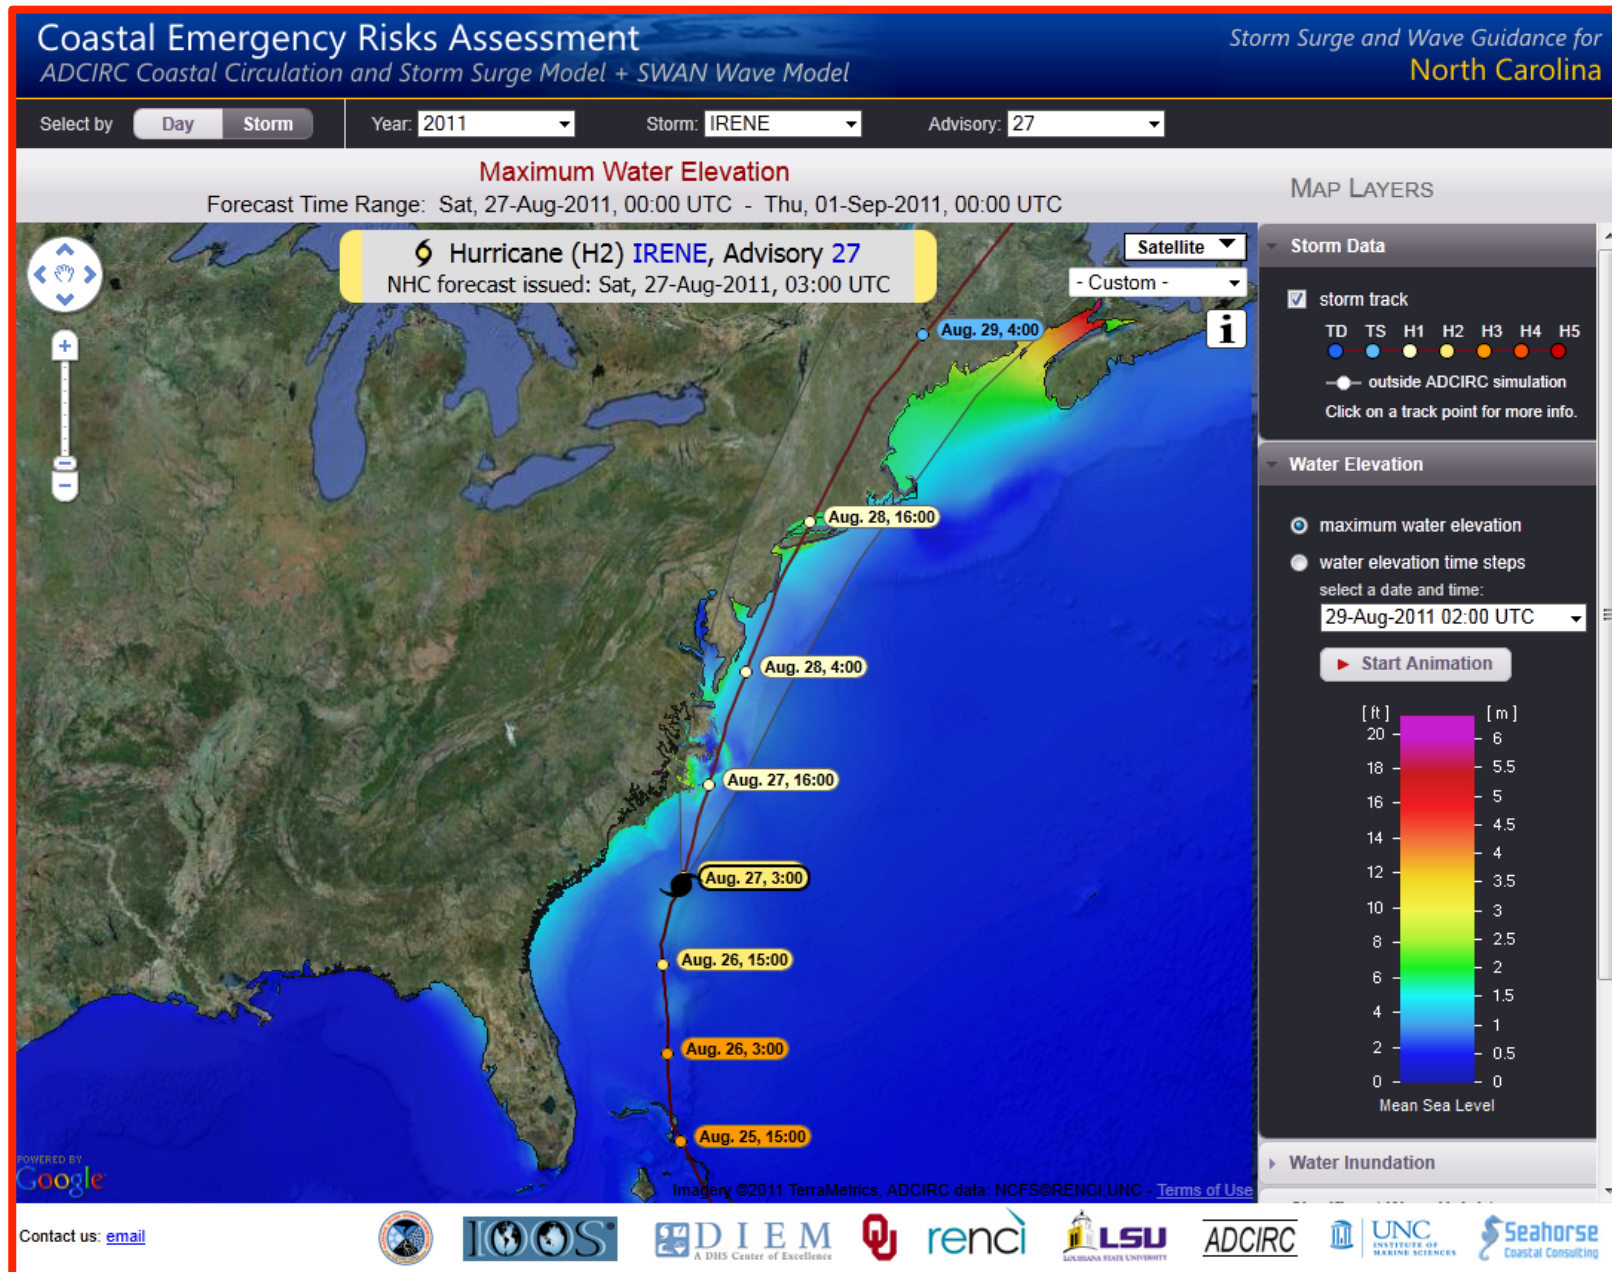 Coastal Emergency Risks Assessment
ADCIRC Coastal Circulation and Storm Surge Model + SWAN Wave Model
Storm Surge and Wave Guidance for
North Carolina
Select by Day Storm Year: 2011 Storm: IRENE Advisory: 27
Maximum Water Elevation
Forecast Time Range: Sat, 27-Aug-2011, 00:00 UTC - Thu, 01-Sep-2011, 00:00 UTC
MAP LAYERS
Hurricane (H2) IRENE, Advisory 27
NHC forecast issued: Sat, 27-Aug-2011, 03:00 UTC
Satellite
- Custom -
i
Aug. 29, 4:00
Aug. 28, 16:00
Aug. 28, 4:00
Aug. 27, 16:00
Aug. 27, 3:00
Aug. 26, 15:00
Aug. 26, 3:00
Aug. 25, 15:00
POWERED BY
Google
Imagery ©2011 TerraMetrics, ADCIRC data: NCFS©RENCI,UNC - Terms of Use
Storm Data
storm track
TD TS H1 H2 H3 H4 H5
outside ADCIRC simulation
Click on a track point for more info.
Water Elevation
maximum water elevation
water elevation time steps
select a date and time:
29-Aug-2011 02:00 UTC
Start Animation
[ ft ] [ m ]
20 6
18 5.5
16 5
14 4.5
12 4
10 3.5
8 3
6 2.5
4 2
2 1.5
0 1
0.5
0
Mean Sea Level
Water Inundation
Contact us: email
IOOS
DIEM
A DHS Center of Excellence
OU
renci
LSU
LOUISIANA STATE UNIVERSITY
ADCIRC
UNC
INSTITUTE OF
MARINE SCIENCES
Seahorse
Coastal Consulting